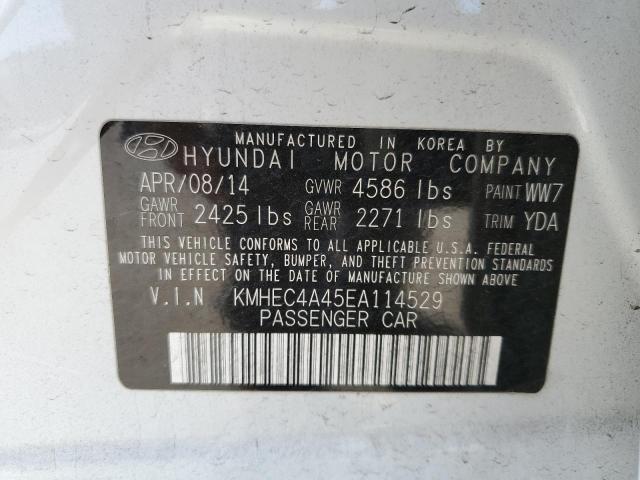 MANUFACTURED IN KOREA BY
HYUNDAI MOTOR COMPANY
APR/08/14 GVWR 4586 lbs PAINT WW7
GAWR FRONT 2425 lbs GAWR REAR 2271 lbs TRIM YDA
THIS VEHICLE CONFORMS TO ALL APPLICABLE U.S.A. FEDERAL
MOTOR VEHICLE SAFETY, BUMPER, AND THEFT PREVENTION STANDARDS
IN EFFECT ON THE DATE OF MANUFACTURE SHOWN ABOVE
V.I.N KMHEC4A45EA114529
PASSENGER CAR